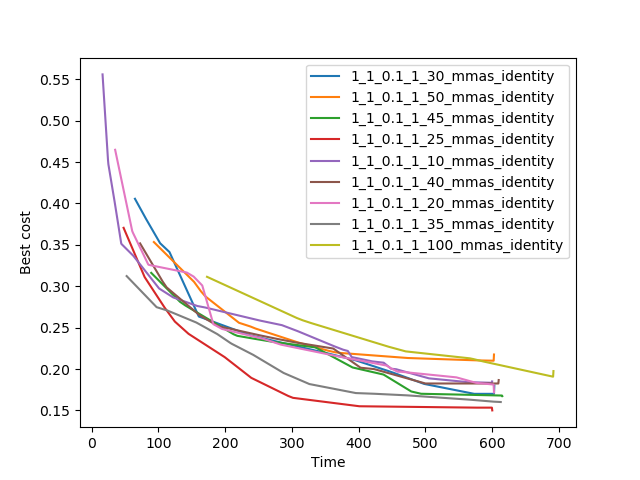 0.55
0.50
0.45
0.40
0.35
0.30
0.25
0.20
0.15
Best cost
0
100
200
300
400
500
600
700
Time
1_1_0.1_1_30_mmas_identity
1_1_0.1_1_50_mmas_identity
1_1_0.1_1_45_mmas_identity
1_1_0.1_1_25_mmas_identity
1_1_0.1_1_10_mmas_identity
1_1_0.1_1_40_mmas_identity
1_1_0.1_1_20_mmas_identity
1_1_0.1_1_35_mmas_identity
1_1_0.1_1_100_mmas_identity